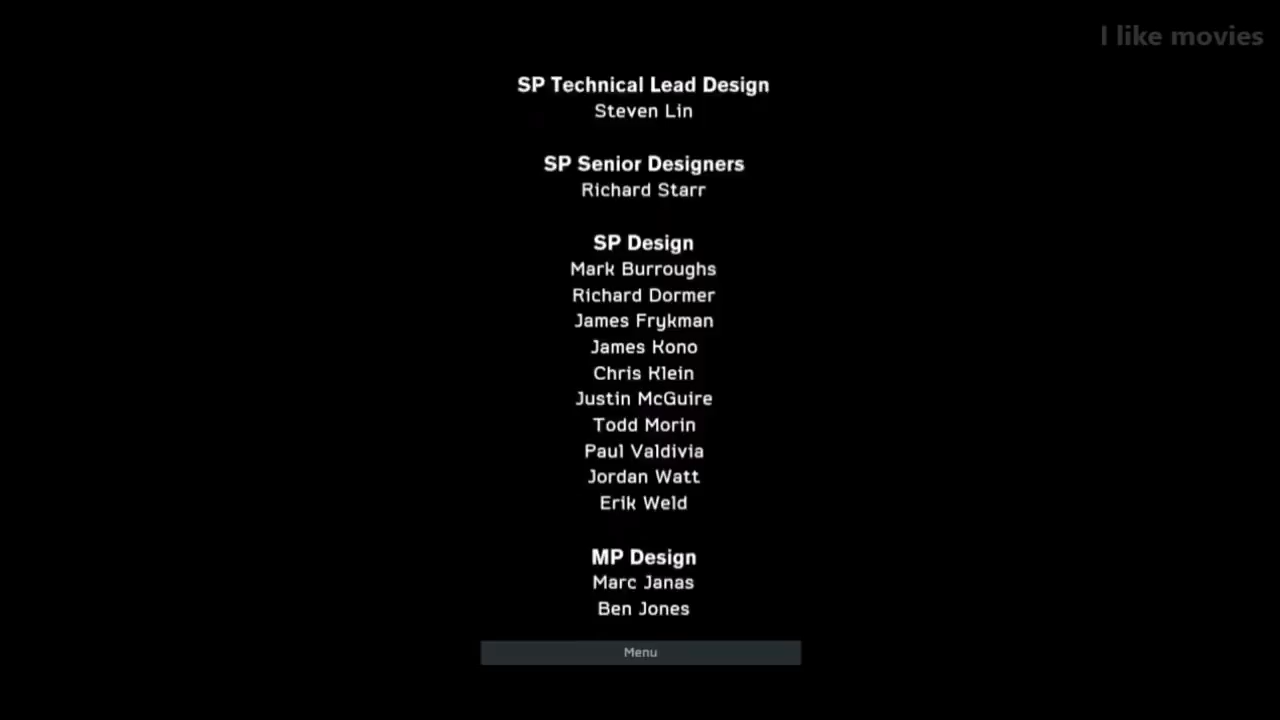 I like movies
SP Technical Lead Design
Steven Lin
SP Senior Designers
Richard Starr
SP Design
Mark Burroughs
Richard Dormer
James Frykman
James Kono
Chris Klein
Justin McGuire
Todd Morin
Paul Valdivia
Jordan Watt
Erik Weld
MP Design
Marc Janas
Ben Jones
Menu